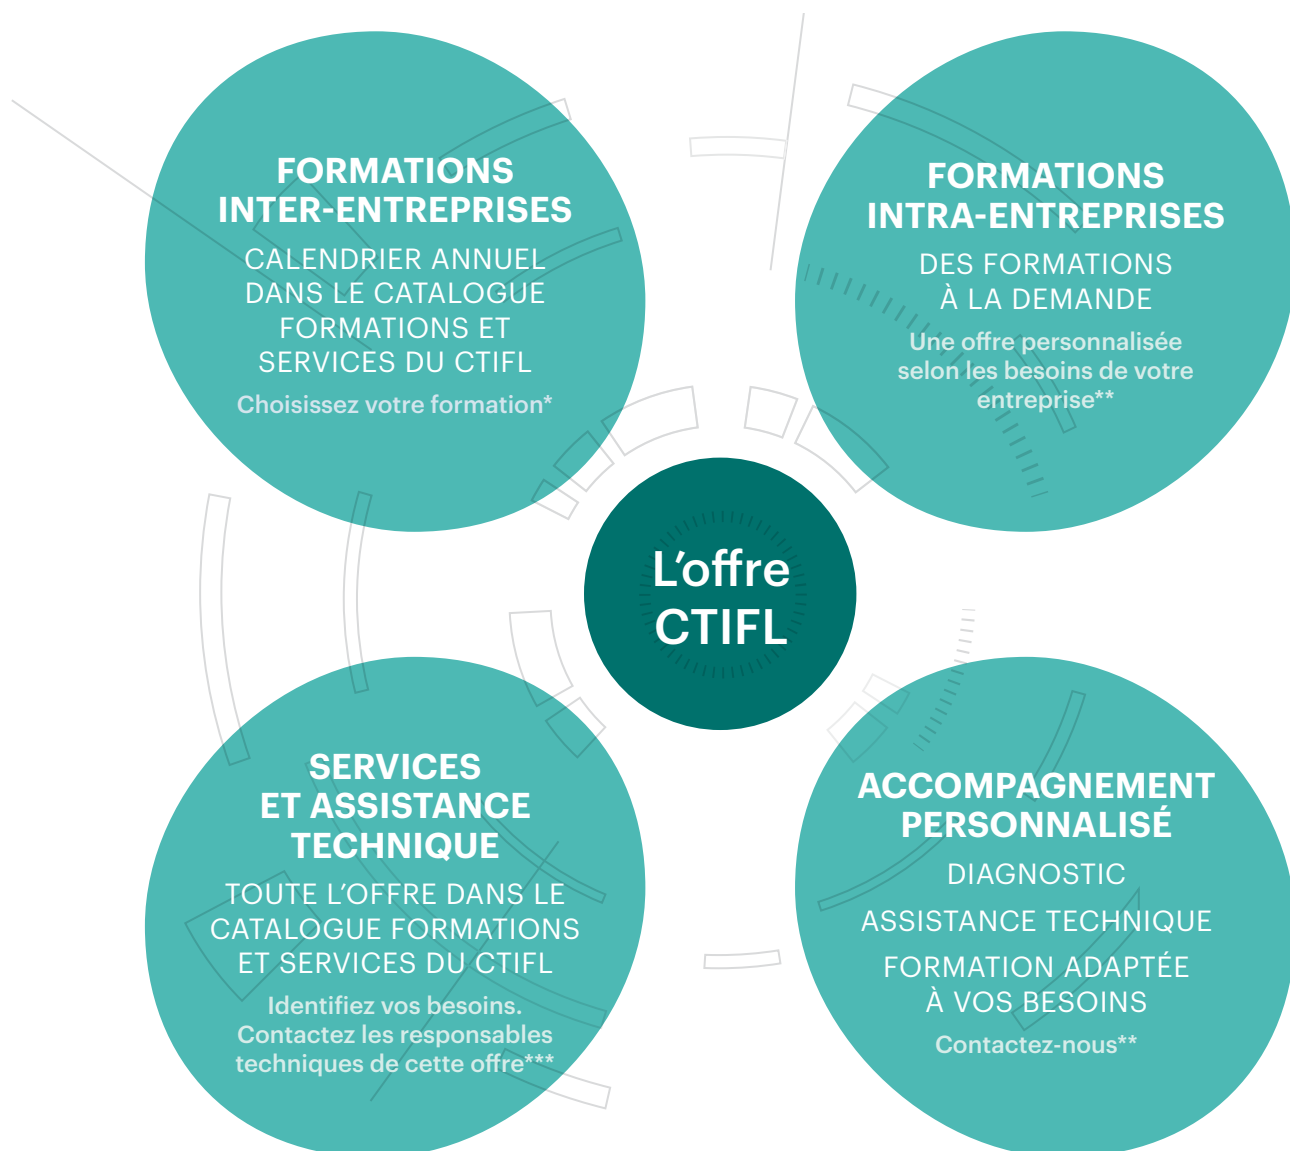 FORMATIONS
INTER-ENTREPRISES
CALENDRIER ANNUEL
DANS LE CATALOGUE
FORMATIONS ET
SERVICES DU CTIFL
Choisissez votre formation*
FORMATIONS
INTRA-ENTREPRISES
DES FORMATIONS
À LA DEMANDE
Une offre personnalisée
selon les besoins de votre
entreprise**
L'offre
CTIFL
SERVICES
ET ASSISTANCE
TECHNIQUE
TOUTE L'OFFRE DANS LE
CATALOGUE FORMATIONS
ET SERVICES DU CTIFL
Identifiez vos besoins.
Contactez les responsables
techniques de cette offre***
ACCOMPAGNEMENT
PERSONNALISÉ
DIAGNOSTIC
ASSISTANCE TECHNIQUE
FORMATION ADAPTÉE
À VOS BESOINS
Contactez-nous**